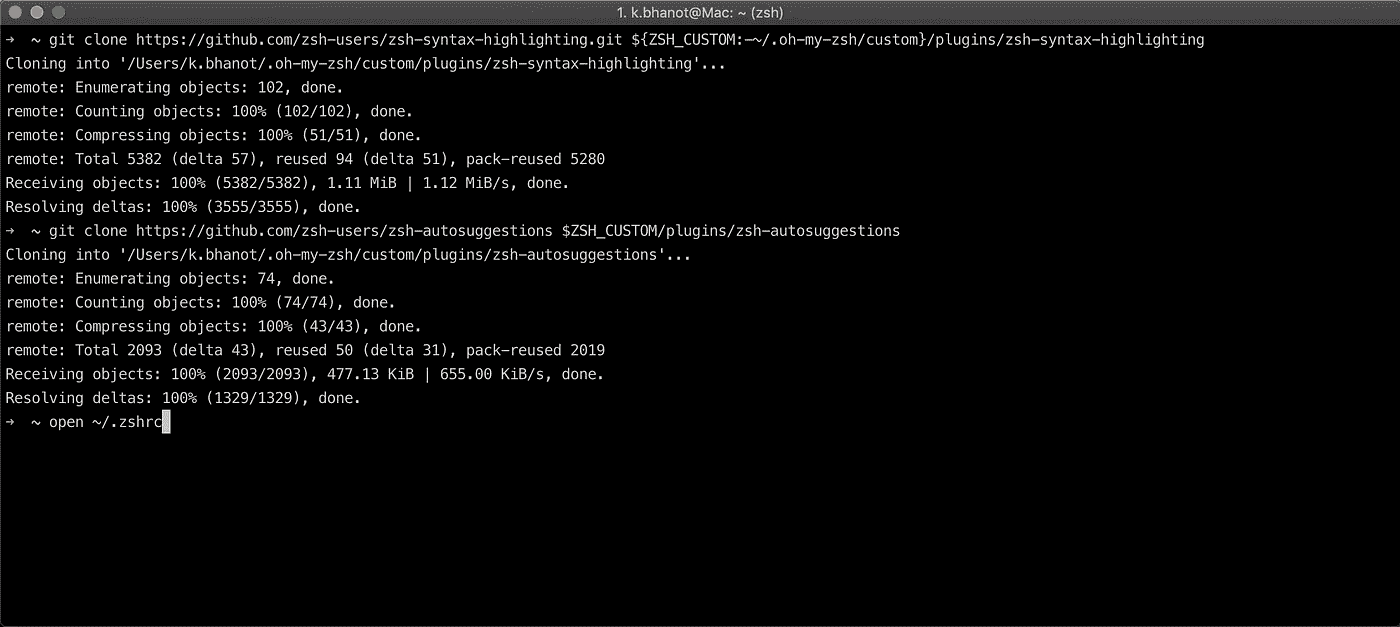 1. k.bhanot@Mac: ~ (zsh)
→ ~ git clone https://github.com/zsh-users/zsh-syntax-highlighting.git ${ZSH_CUSTOM:-~/.oh-my-zsh/custom}/plugins/zsh-syntax-highlighting
Cloning into '/Users/k.bhanot/.oh-my-zsh/custom/plugins/zsh-syntax-highlighting'...
remote: Enumerating objects: 102, done.
remote: Counting objects: 100% (102/102), done.
remote: Compressing objects: 100% (51/51), done.
remote: Total 5382 (delta 57), reused 94 (delta 51), pack-reused 5280
Receiving objects: 100% (5382/5382), 1.11 MiB | 1.12 MiB/s, done.
Resolving deltas: 100% (3555/3555), done.
→ ~ git clone https://github.com/zsh-users/zsh-autosuggestions $ZSH_CUSTOM/plugins/zsh-autosuggestions
Cloning into '/Users/k.bhanot/.oh-my-zsh/custom/plugins/zsh-autosuggestions'...
remote: Enumerating objects: 74, done.
remote: Counting objects: 100% (74/74), done.
remote: Compressing objects: 100% (43/43), done.
remote: Total 2093 (delta 43), reused 50 (delta 31), pack-reused 2019
Receiving objects: 100% (2093/2093), 477.13 KiB | 655.00 KiB/s, done.
Resolving deltas: 100% (1329/1329), done.
→ ~ open ~/.zshrc